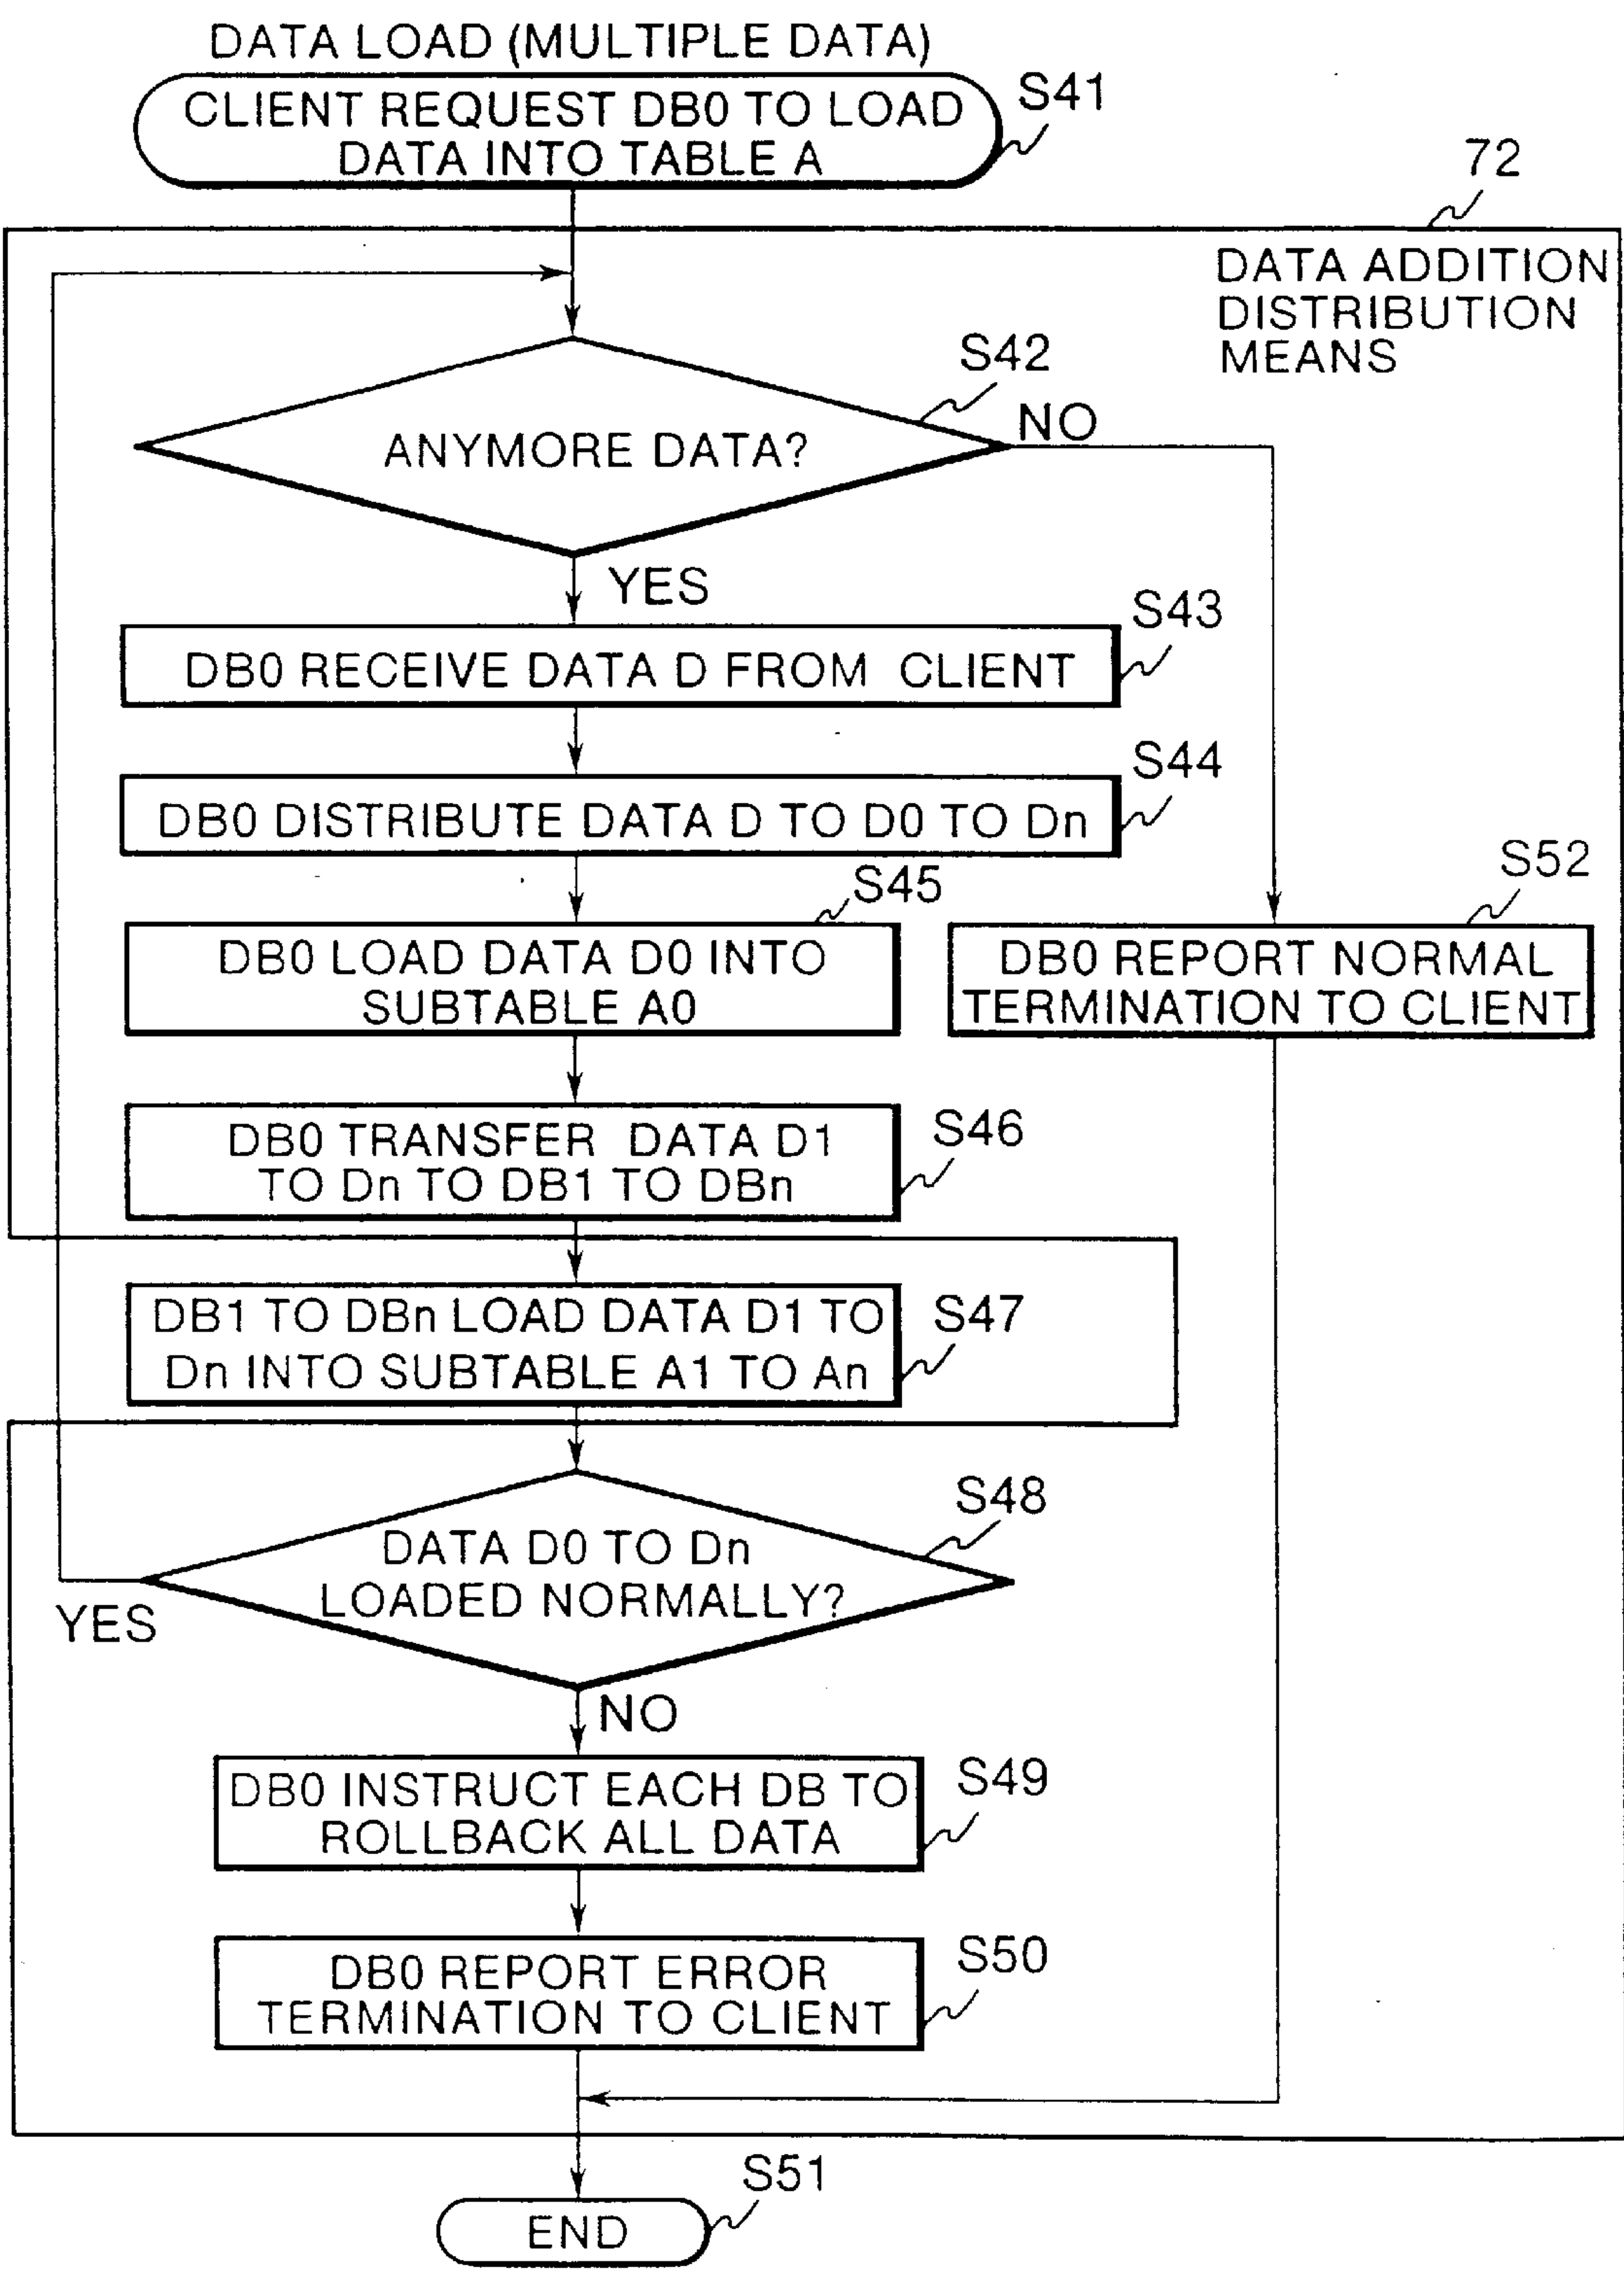 DATA LOAD (MULTIPLE DATA)
CLIENT REQUEST DB0 TO LOAD
DATA INTO TABLE A
S41
72
DATA ADDITION
DISTRIBUTION
MEANS
S42
ANYMORE DATA?
NO
YES
S43
DB0 RECEIVE DATA D FROM CLIENT
S44
DB0 DISTRIBUTE DATA D TO D0 TO Dn
S45
DB0 LOAD DATA D0 INTO
SUBTABLE A0
S52
DB0 REPORT NORMAL
TERMINATION TO CLIENT
DB0 TRANSFER DATA D1
TO Dn TO DB1 TO DBn
S46
DB1 TO DBn LOAD DATA D1 TO
Dn INTO SUBTABLE A1 TO An
S47
S48
DATA D0 TO Dn
LOADED NORMALLY?
YES
NO
DB0 INSTRUCT EACH DB TO
ROLLBACK ALL DATA
S49
DB0 REPORT ERROR
TERMINATION TO CLIENT
S50
S51
END